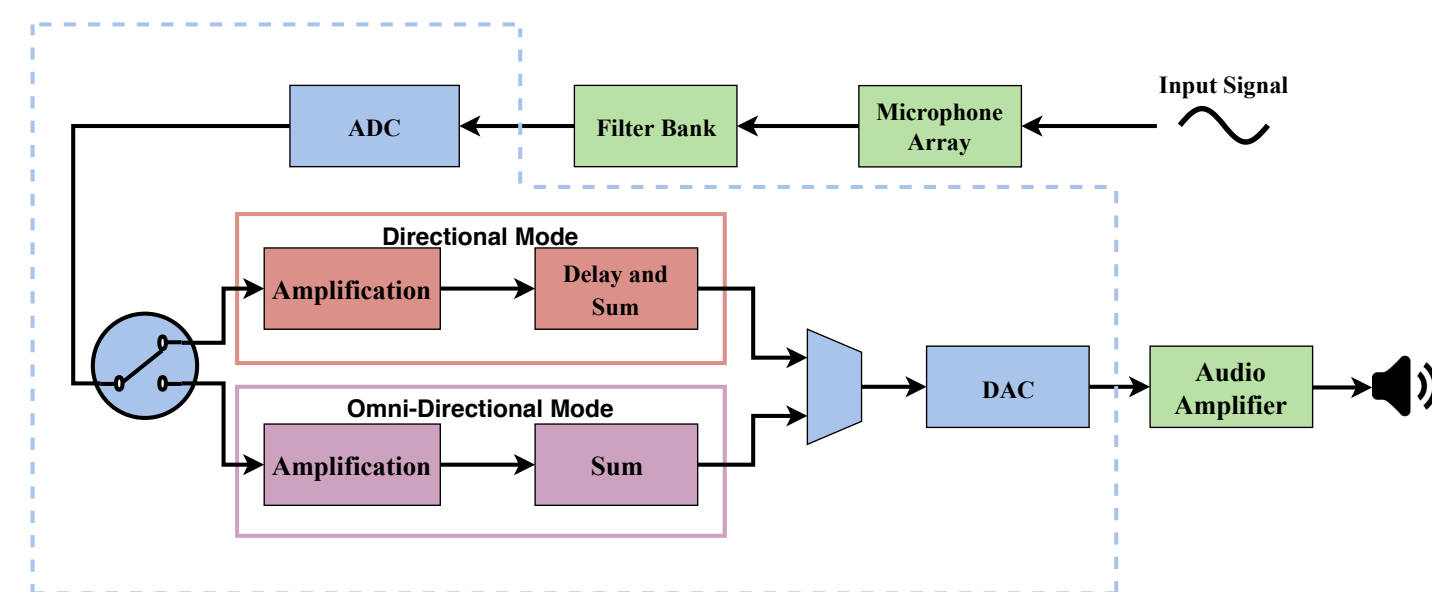 Input Signal
Microphone
Array
Filter Bank
ADC
Directional Mode
Amplification
Delay and
Sum
Omni-Directional Mode
Amplification
Sum
DAC
Audio
Amplifier